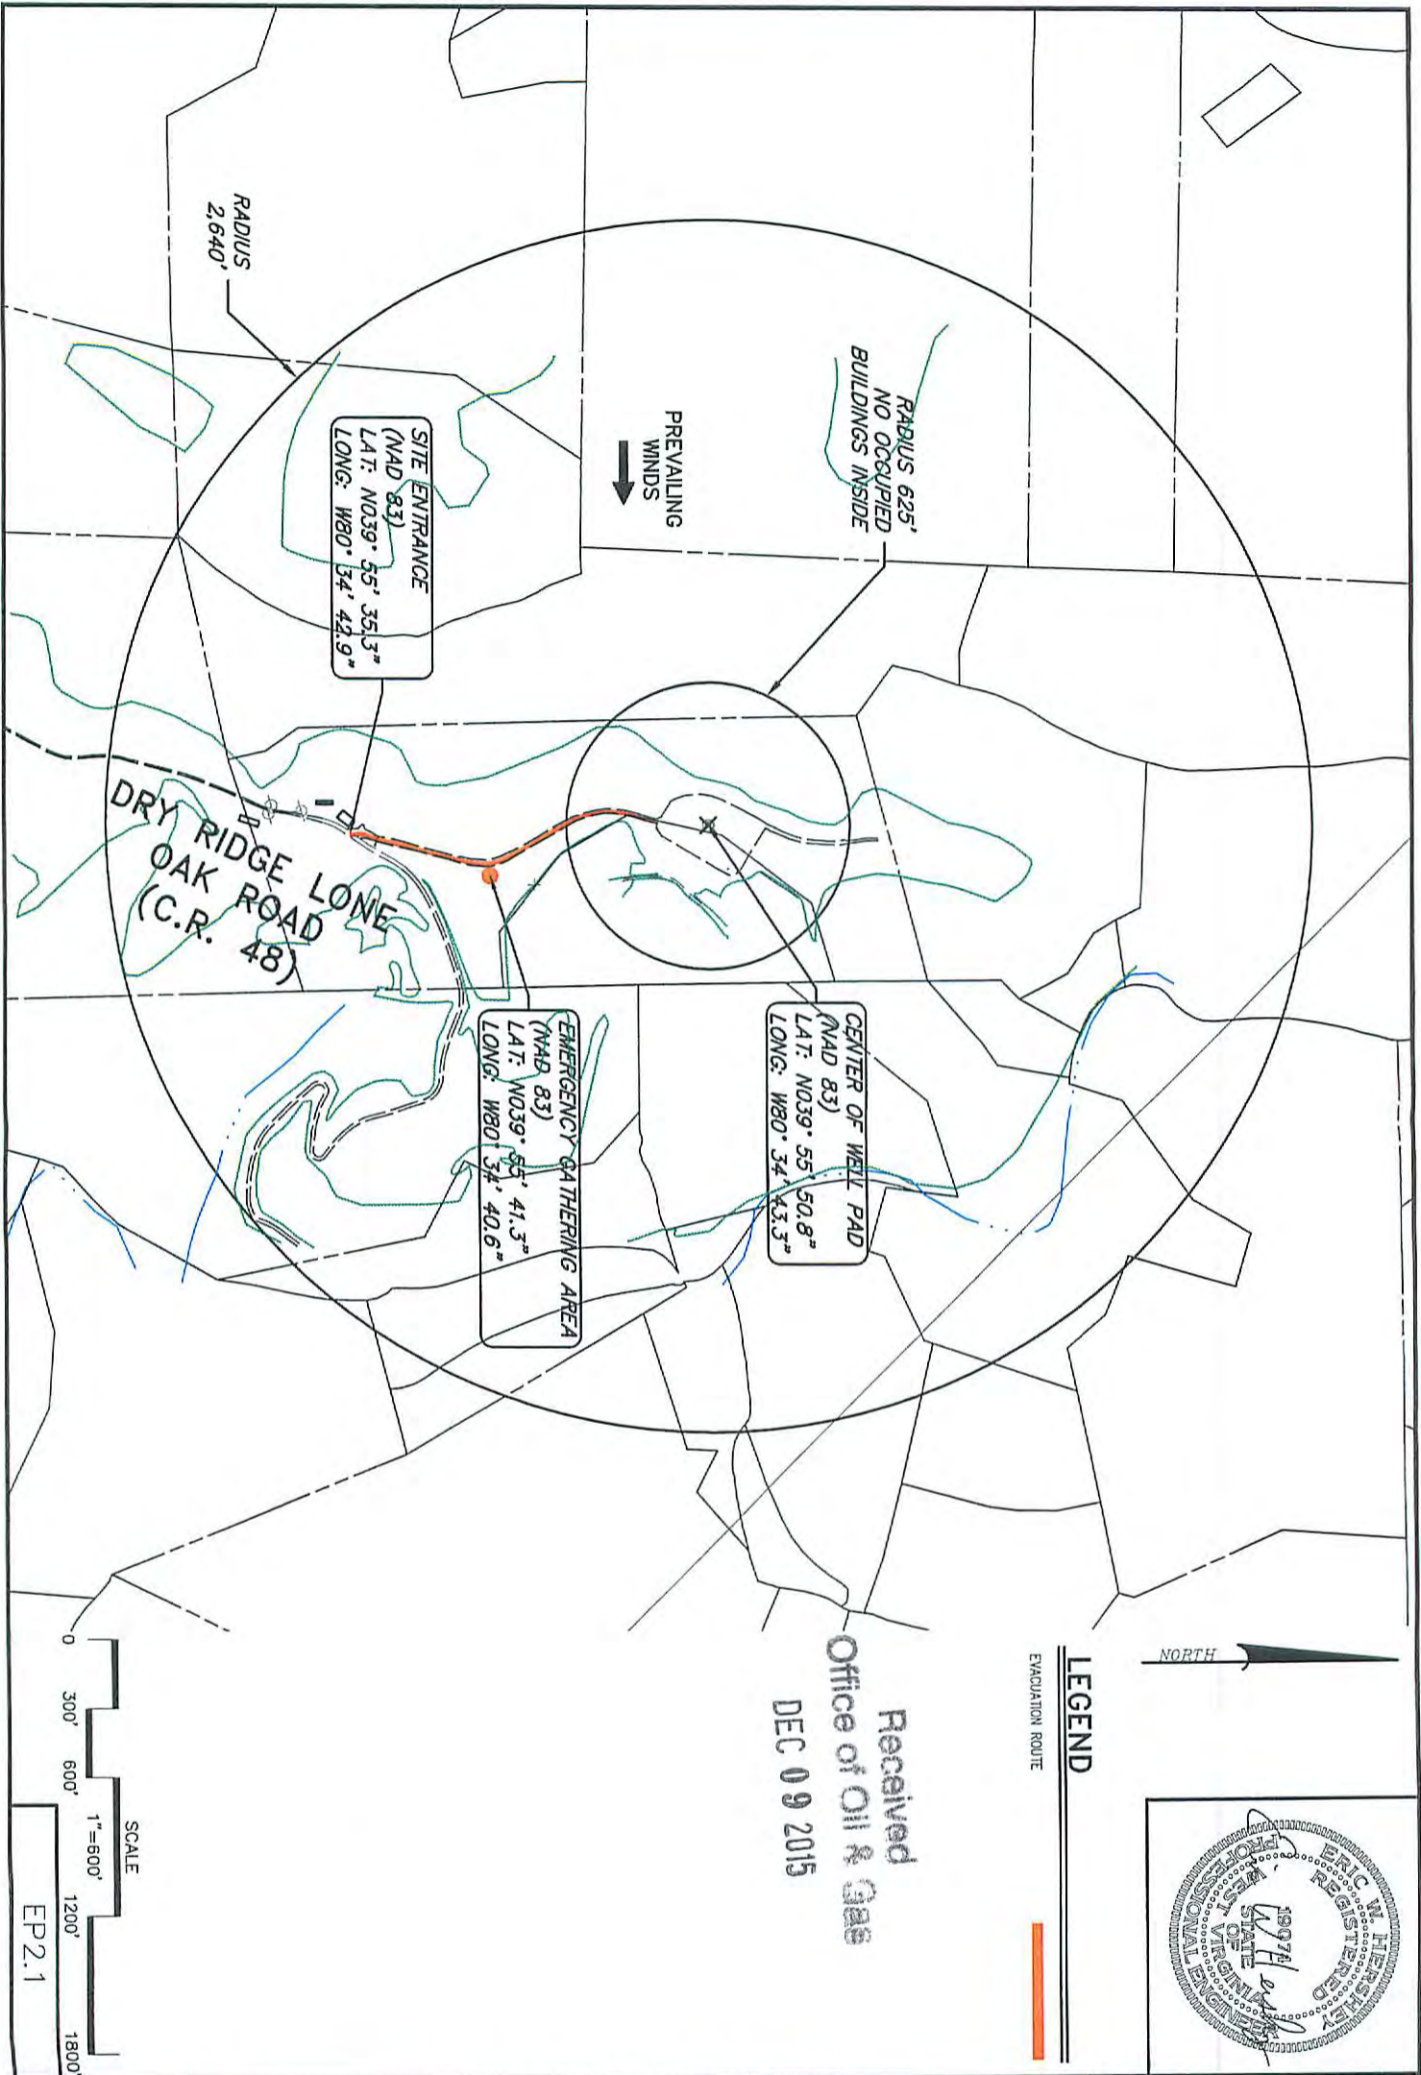 RADIUS
2,640'
RADIUS 625'
NO OCCUPIED
BUILDINGS INSIDE
PREVAILING
WINDS
SITE ENTRANCE
(NAD 83)
LAT: N039° 55' 35.3"
LONG: W80° 34' 42.9"
DRY RIDGE LONE
OAK ROAD
(C.R. 48)
CENTER OF WELL PAD
(NAD 83)
LAT: N039° 55' 50.8"
LONG: W80° 34' 43.3"
EMERGENCY GATHERING AREA
(NAD 83)
LAT: N039° 55' 41.3"
LONG: W80° 34' 40.6"
NORTH
LEGEND
EVACUATION ROUTE
Received
Office of Oil & Gas
DEC 09 2015
ERIC W. HERSHEY
REGISTERED
19074
STATE
OF
WEST VIRGINIA
PROFESSIONAL ENGINEER
SCALE
1"=600'
0 300' 600' 1200' 1800'
EP2.1